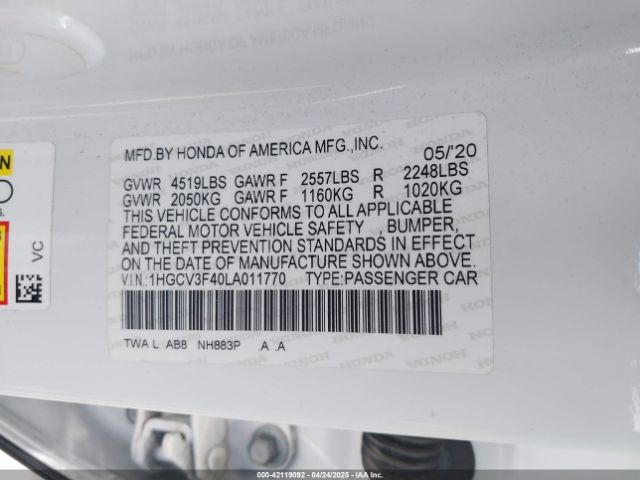 MFD.BY HONDA OF AMERICA MFG.,INC. 05/'20
GVWR 4519LBS GAWR F 2557LBS R 2248LBS
GVWR 2050KG GAWR F 1160KG R 1020KG
THIS VEHICLE CONFORMS TO ALL APPLICABLE
FEDERAL MOTOR VEHICLE SAFETY , BUMPER,
AND THEFT PREVENTION STANDARDS IN EFFECT
ON THE DATE OF MANUFACTURE SHOWN ABOVE.
V.I.N.:1HGCV3F40LA011770 TYPE:PASSENGER CAR
TWA L AB8 NH883P .A .A
VC
000-42119092 - 04/24/2025 - IAAI.COM